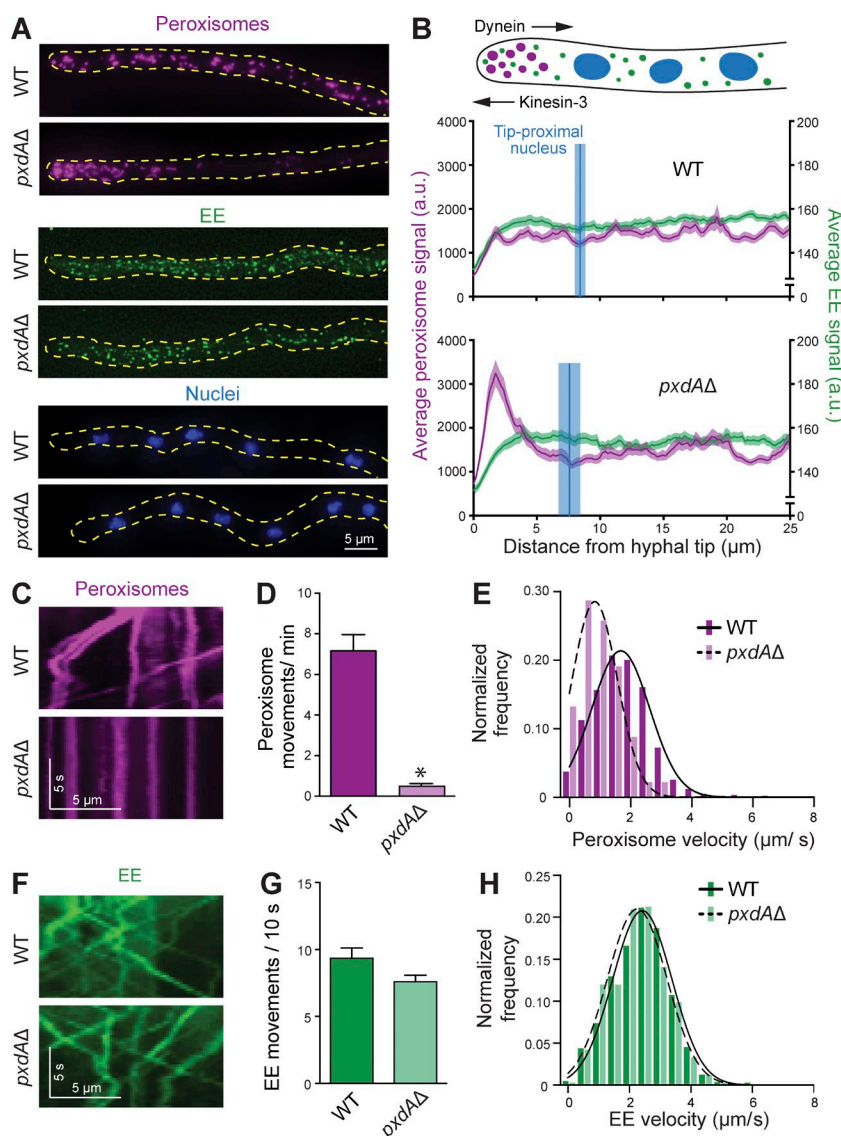 A
Peroxisomes
WT
pxdAΔ
EE
WT
pxdAΔ
Nuclei
WT
pxdAΔ
5 µm
B
Dynein
Kinesin-3
Tip-proximal
nucleus
WT
4000
3000
2000
1000
0
200
180
160
140
0
pxdAΔ
4000
3000
2000
1000
0
200
180
160
140
0
Average peroxisome signal (a.u.)
Average EE signal (a.u.)
0 5 10 15 20 25
Distance from hyphal tip (µm)
C
Peroxisomes
WT
pxdAΔ
5 s
5 µm
D
Peroxisome
movements/ min
10
8
6
4
2
0
*
WT
pxdAΔ
E
Normalized
frequency
0.30
0.20
0.10
0
WT
pxdAΔ
0 2 4 6 8
Peroxisome velocity (µm/ s)
F
EE
WT
pxdAΔ
5 s
5 µm
G
EE movements / 10 s
15
10
5
0
WT
pxdAΔ
H
Normalized
frequency
0.25
0.20
0.15
0.10
0.05
0
WT
pxdAΔ
0 2 4 6 8
EE velocity (µm/s)